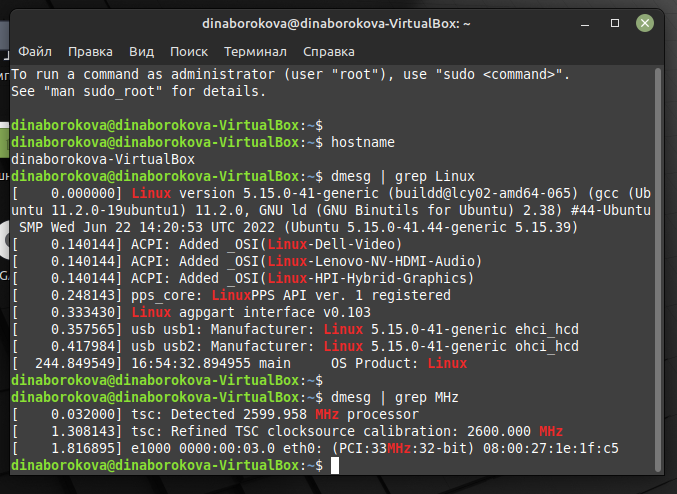 dinaborokova@dinaborokova-VirtualBox: ~
Файл Правка Вид Поиск Терминал Справка
To run a command as administrator (user "root"), use "sudo <command>".
See "man sudo_root" for details.
dinaborokova@dinaborokova-VirtualBox:~$
dinaborokova@dinaborokova-VirtualBox:~$ hostname
dinaborokova-VirtualBox
dinaborokova@dinaborokova-VirtualBox:~$ dmesg | grep Linux
[    0.000000] Linux version 5.15.0-41-generic (buildd@lcy02-amd64-065) (gcc (Ub
untu 11.2.0-19ubuntu1) 11.2.0, GNU ld (GNU Binutils for Ubuntu) 2.38) #44-Ubuntu
 SMP Wed Jun 22 14:20:53 UTC 2022 (Ubuntu 5.15.0-41.44-generic 5.15.39)
[    0.140144] ACPI: Added _OSI(Linux-Dell-Video)
[    0.140144] ACPI: Added _OSI(Linux-Lenovo-NV-HDMI-Audio)
[    0.140144] ACPI: Added _OSI(Linux-HPI-Hybrid-Graphics)
[    0.248143] pps_core: LinuxPPS API ver. 1 registered
[    0.333430] Linux agpgart interface v0.103
[    0.357565] usb usb1: Manufacturer: Linux 5.15.0-41-generic ehci_hcd
[    0.417984] usb usb2: Manufacturer: Linux 5.15.0-41-generic ohci_hcd
[  244.849549] 16:54:32.894955 main     OS Product: Linux
dinaborokova@dinaborokova-VirtualBox:~$
dinaborokova@dinaborokova-VirtualBox:~$ dmesg | grep MHz
[    0.032000] tsc: Detected 2599.958 MHz processor
[    1.308143] tsc: Refined TSC clocksource calibration: 2600.000 MHz
[    1.816895] e1000 0000:00:03.0 eth0: (PCI:33MHz:32-bit) 08:00:27:1e:1f:c5
dinaborokova@dinaborokova-VirtualBox:~$